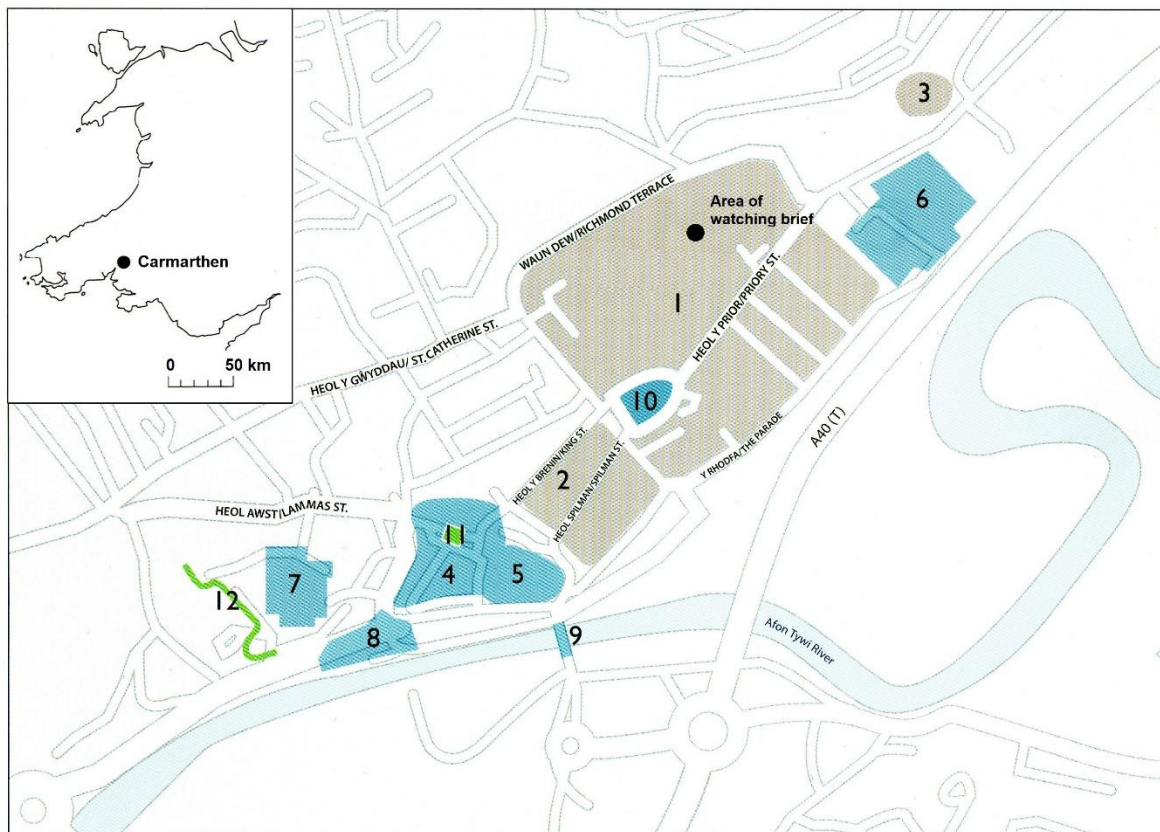 Carmarthen
0 50 km
3
6
Area of
watching brief
WAUN DEW/RICHMOND TERRACE
1
HEOL Y PRIOR/PRIORY ST.
HEOL Y GWYDDAU/ ST.CATHERINE ST.
10
A40 (T)
Y RHODFA/THE PARADE
HEOL Y BRENIN/KING ST.
2
HEOL SPILMAN/SPILMAN ST.
HEOL AWST/LAMMAS ST.
11
4
5
7
12
8
9
Afon Tywi River